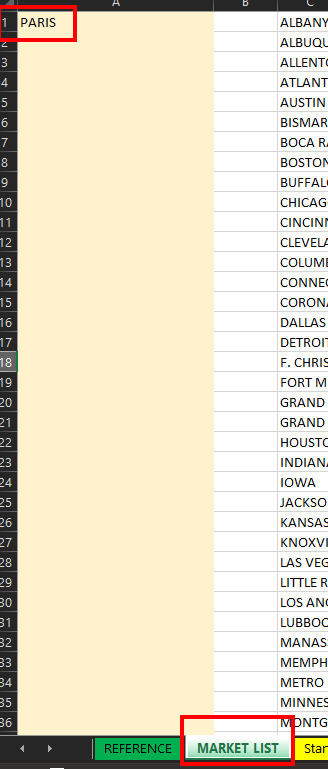 A B C
1 PARIS ALBANY
2 ALBUQU
3 ALLENTO
4 ATLANT
5 AUSTIN
6 BISMAR
7 BOCA RA
8 BOSTON
9 BUFFALO
10 CHICAG
11 CINCINN
12 CLEVELA
13 COLUMB
14 CONNEC
15 CORONA
16 DALLAS
17 DETROIT
18 F. CHRIS
19 FORT M
20 GRAND
21 GRAND
22 HOUSTO
23 INDIANA
24 IOWA
25 JACKSO
26 KANSAS
27 KNOXVI
28 LAS VEG
29 LITTLE R
30 LOS ANG
31 LUBBOC
32 MANAS
33 MEMPH
34 METRO
35 MINNES
36 MONTG
REFERENCE MARKET LIST Star